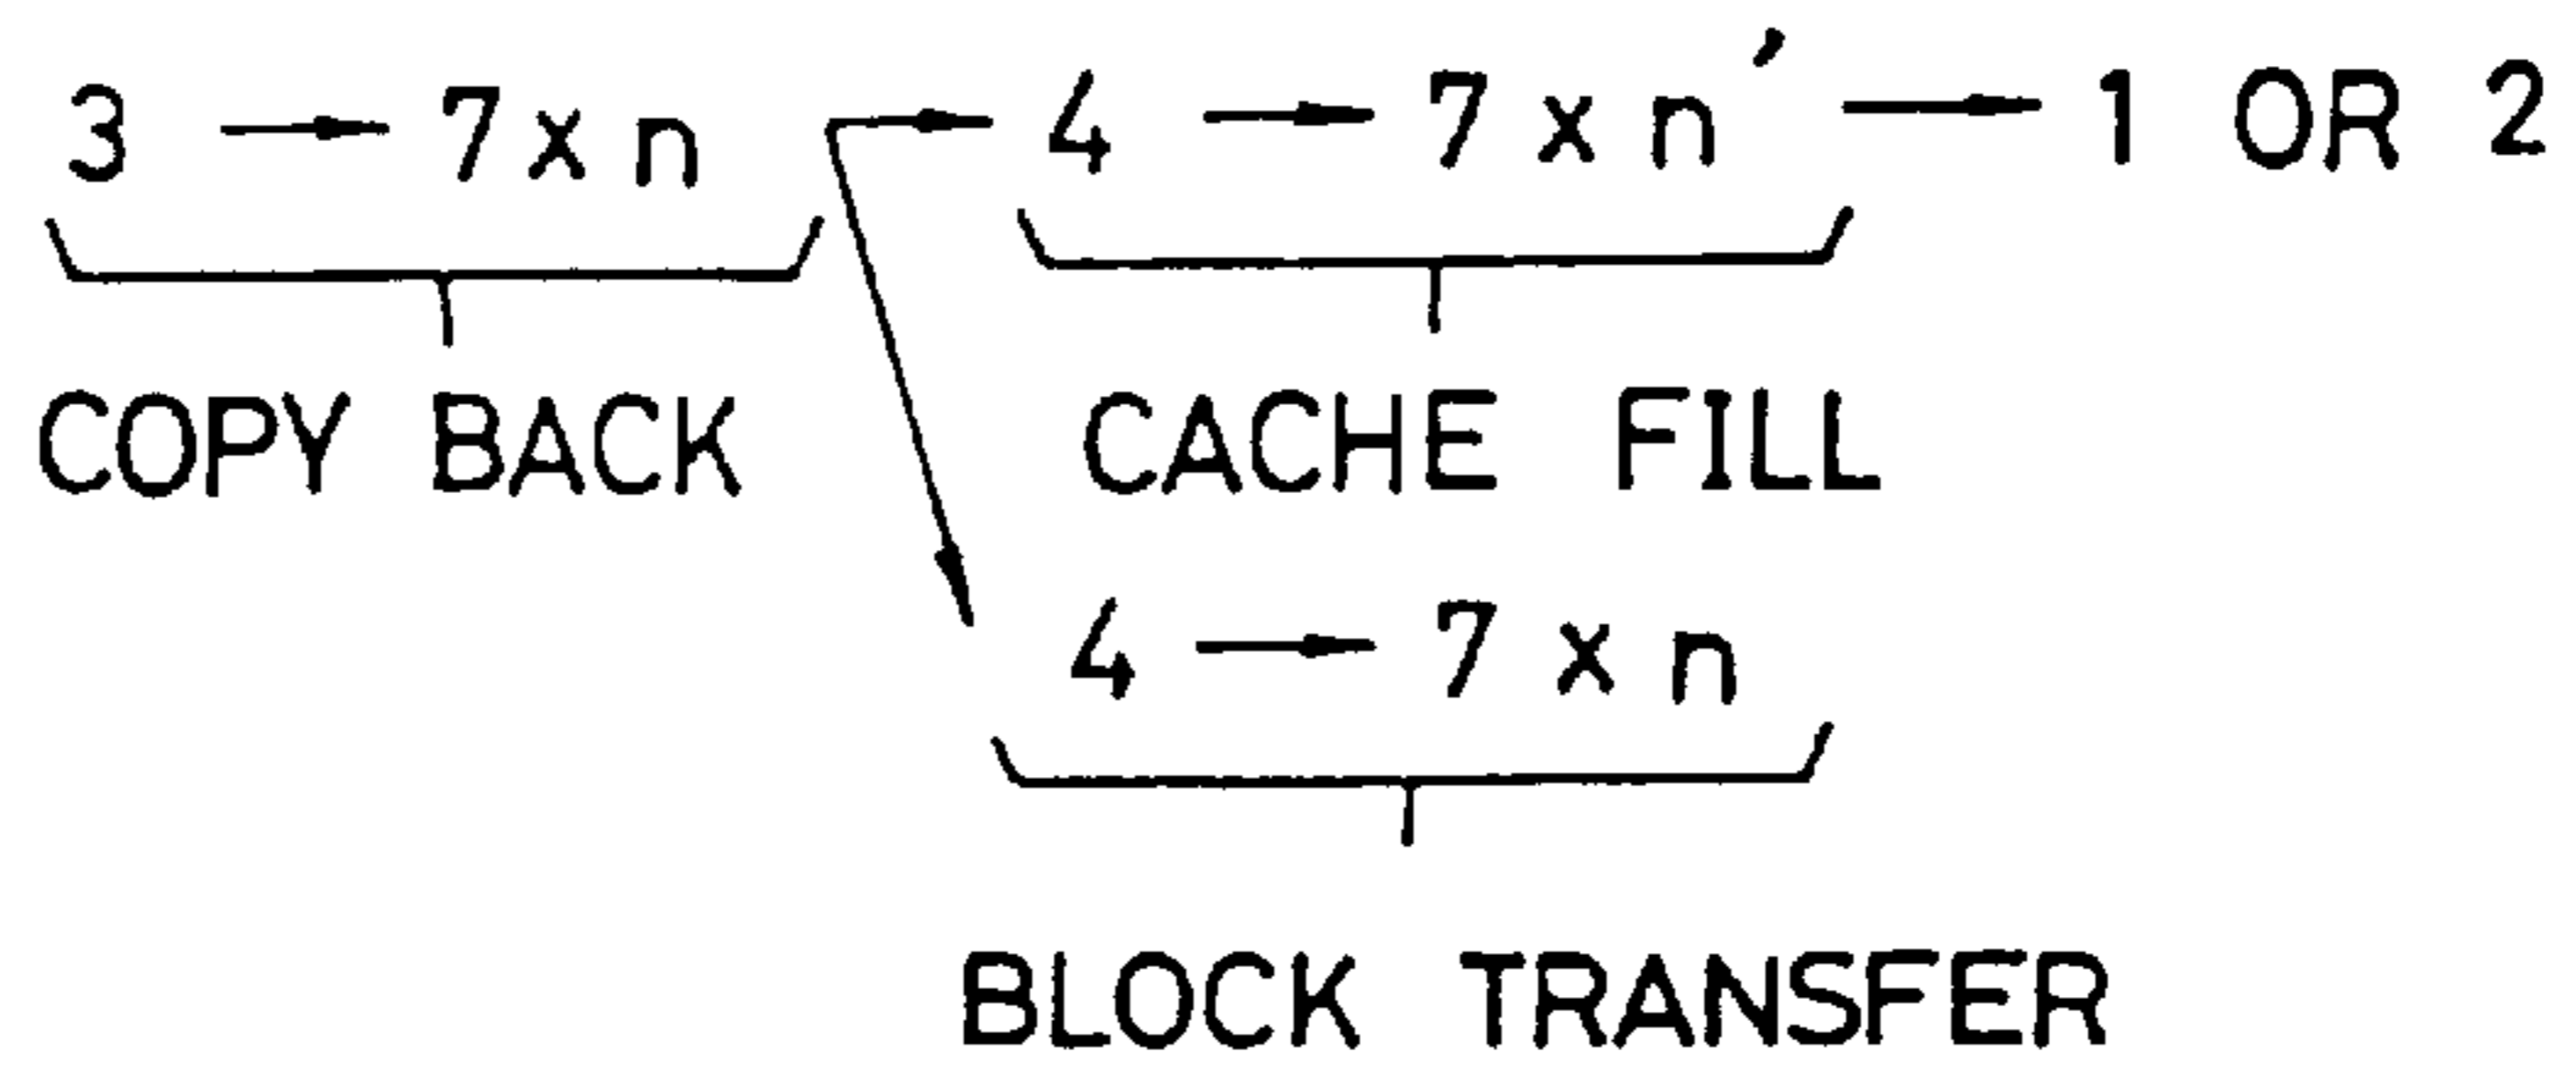 3 → 7 x n → 4 → 7 x n' → 1 OR 2
COPY BACK CACHE FILL
4 → 7 x n
BLOCK TRANSFER